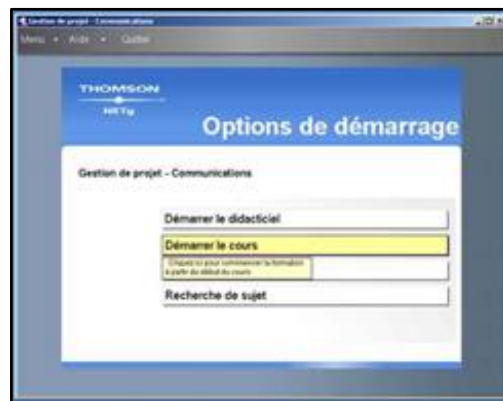 Gestion de projet - Communications
Menu Aide Quitter
THOMSON
NETg
Options de démarrage
Gestion de projet - Communications
Démarrer le didacticiel
Démarrer le cours
Cliquez ici pour commencer la formation
à partir du début du cours
Recherche de sujet